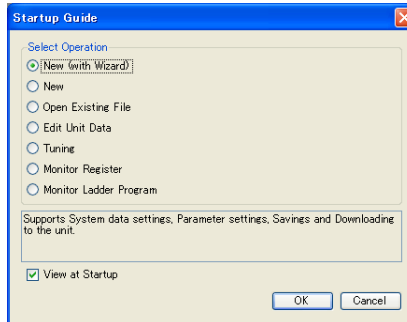 Startup Guide
Select Operation
New (with Wizard)
New
Open Existing File
Edit Unit Data
Tuning
Monitor Register
Monitor Ladder Program
Supports System data settings, Parameter settings, Savings and Downloading
to the unit.
View at Startup
OK Cancel